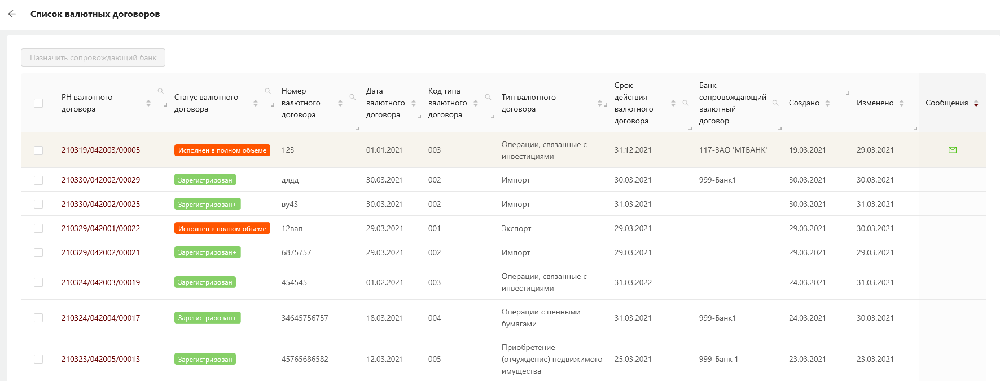 Список валютных договоров
Назначить сопровождающий банк
РН валютного
договора
Статус валютного
договора
Номер
валютного
договора
Дата
валютного
договора
Код типа
валютного
договора
Тип валютного
договора
Срок
действия
валютного
договора
Банк,
сопровождающий
валютный
договор
Создано
Изменено
Сообщения
210319/042003/00005 Исполнен в полном объеме 123 01.01.2021 003 Операции, связанные с
инвестициями 31.12.2021 117-ЗАО 'МТБАНК' 19.03.2021 29.03.2021
210330/042002/00029 Зарегистрирован длдд 30.03.2021 002 Импорт 30.03.2021 999-Банк1 30.03.2021 30.03.2021
210330/042002/00025 Зарегистрирован+ ву43 30.03.2021 002 Импорт 31.03.2021 30.03.2021 31.03.2021
210329/042001/00022 Исполнен в полном объеме 12вап 29.03.2021 001 Экспорт 29.03.2021 29.03.2021 30.03.2021
210329/042002/00021 Зарегистрирован+ 6875757 29.03.2021 002 Импорт 29.03.2021 29.03.2021 29.03.2021
210324/042003/00019 Зарегистрирован 454545 01.02.2021 003 Операции, связанные с
инвестициями 31.03.2022 24.03.2021 31.03.2021
210324/042004/00017 Зарегистрирован+ 34645756757 18.03.2021 004 Операции с ценными
бумагами 31.03.2021 999-Банк1 24.03.2021 30.03.2021
210323/042005/00013 Зарегистрирован 45765686582 12.03.2021 005 Приобретение
(отчуждение) недвижимого
имущества 25.03.2021 999-Банк 1 23.03.2021 23.03.2021